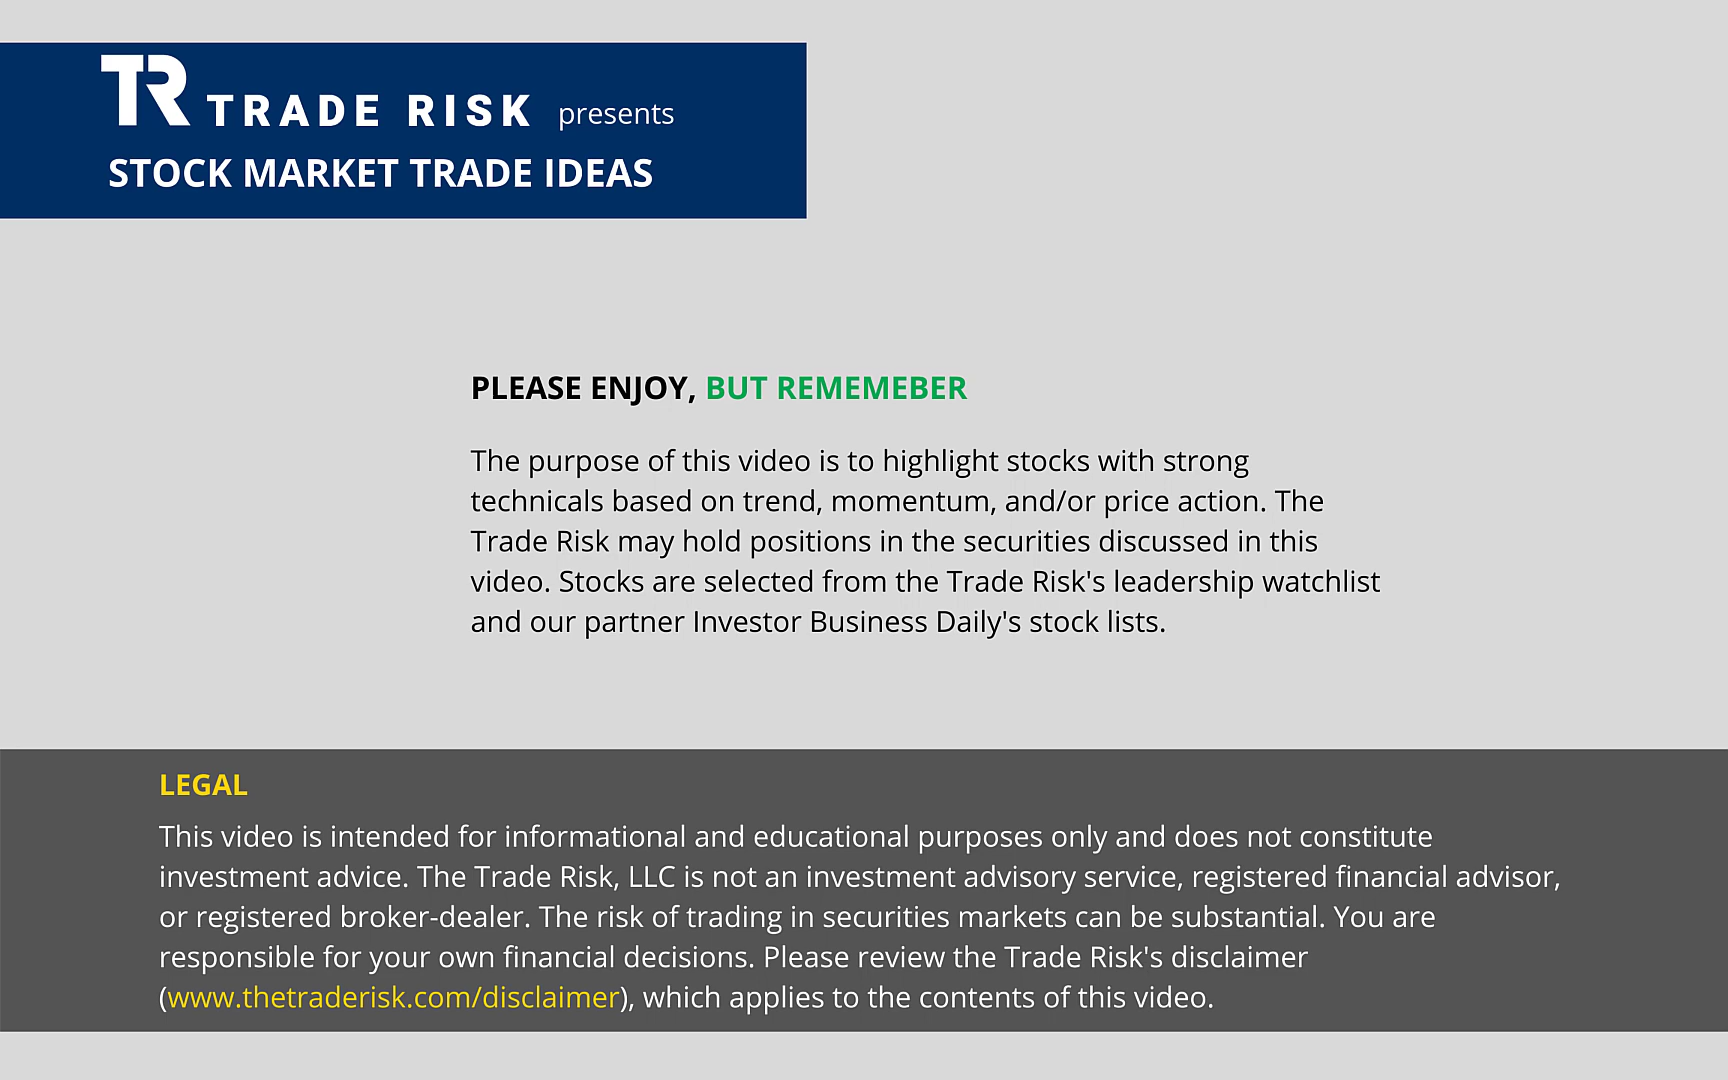 TR TRADE RISK presents
STOCK MARKET TRADE IDEAS
PLEASE ENJOY, BUT REMEMEBER
The purpose of this video is to highlight stocks with strong
technicals based on trend, momentum, and/or price action. The
Trade Risk may hold positions in the securities discussed in this
video. Stocks are selected from the Trade Risk's leadership watchlist
and our partner Investor Business Daily's stock lists.
LEGAL
This video is intended for informational and educational purposes only and does not constitute
investment advice. The Trade Risk, LLC is not an investment advisory service, registered financial advisor,
or registered broker-dealer. The risk of trading in securities markets can be substantial. You are
responsible for your own financial decisions. Please review the Trade Risk's disclaimer
(www.thetraderisk.com/disclaimer), which applies to the contents of this video.